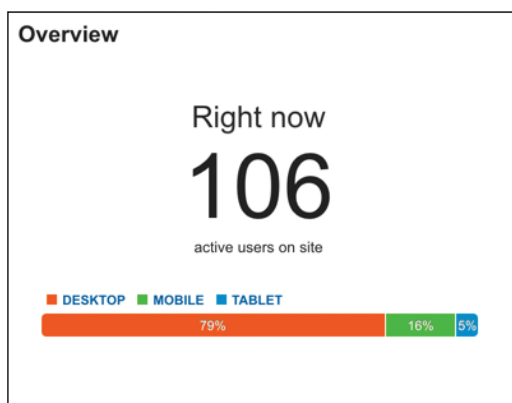 Overview
Right now
106
active users on site
DESKTOP MOBILE TABLET
79% 16% 5%